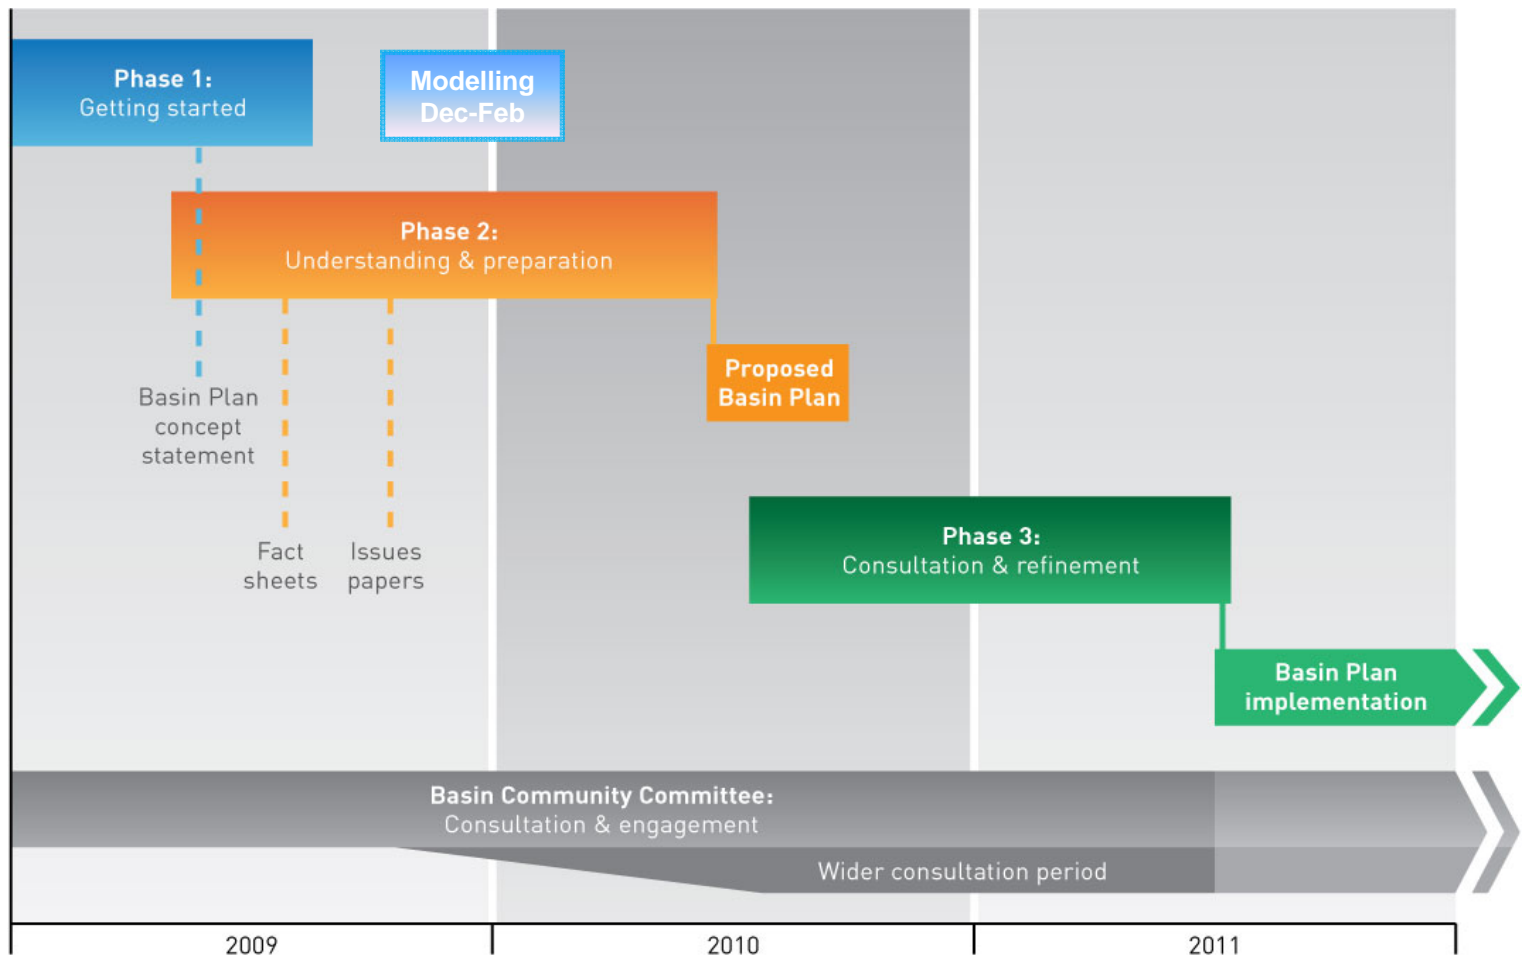 Phase 1:
Getting started
Modelling
Dec-Feb
Phase 2:
Understanding & preparation
Proposed
Basin Plan
Basin Plan
concept
statement
Fact
sheets
Issues
papers
Phase 3:
Consultation & refinement
Basin Plan
implementation
Basin Community Committee:
Consultation & engagement
Wider consultation period
2009
2010
2011